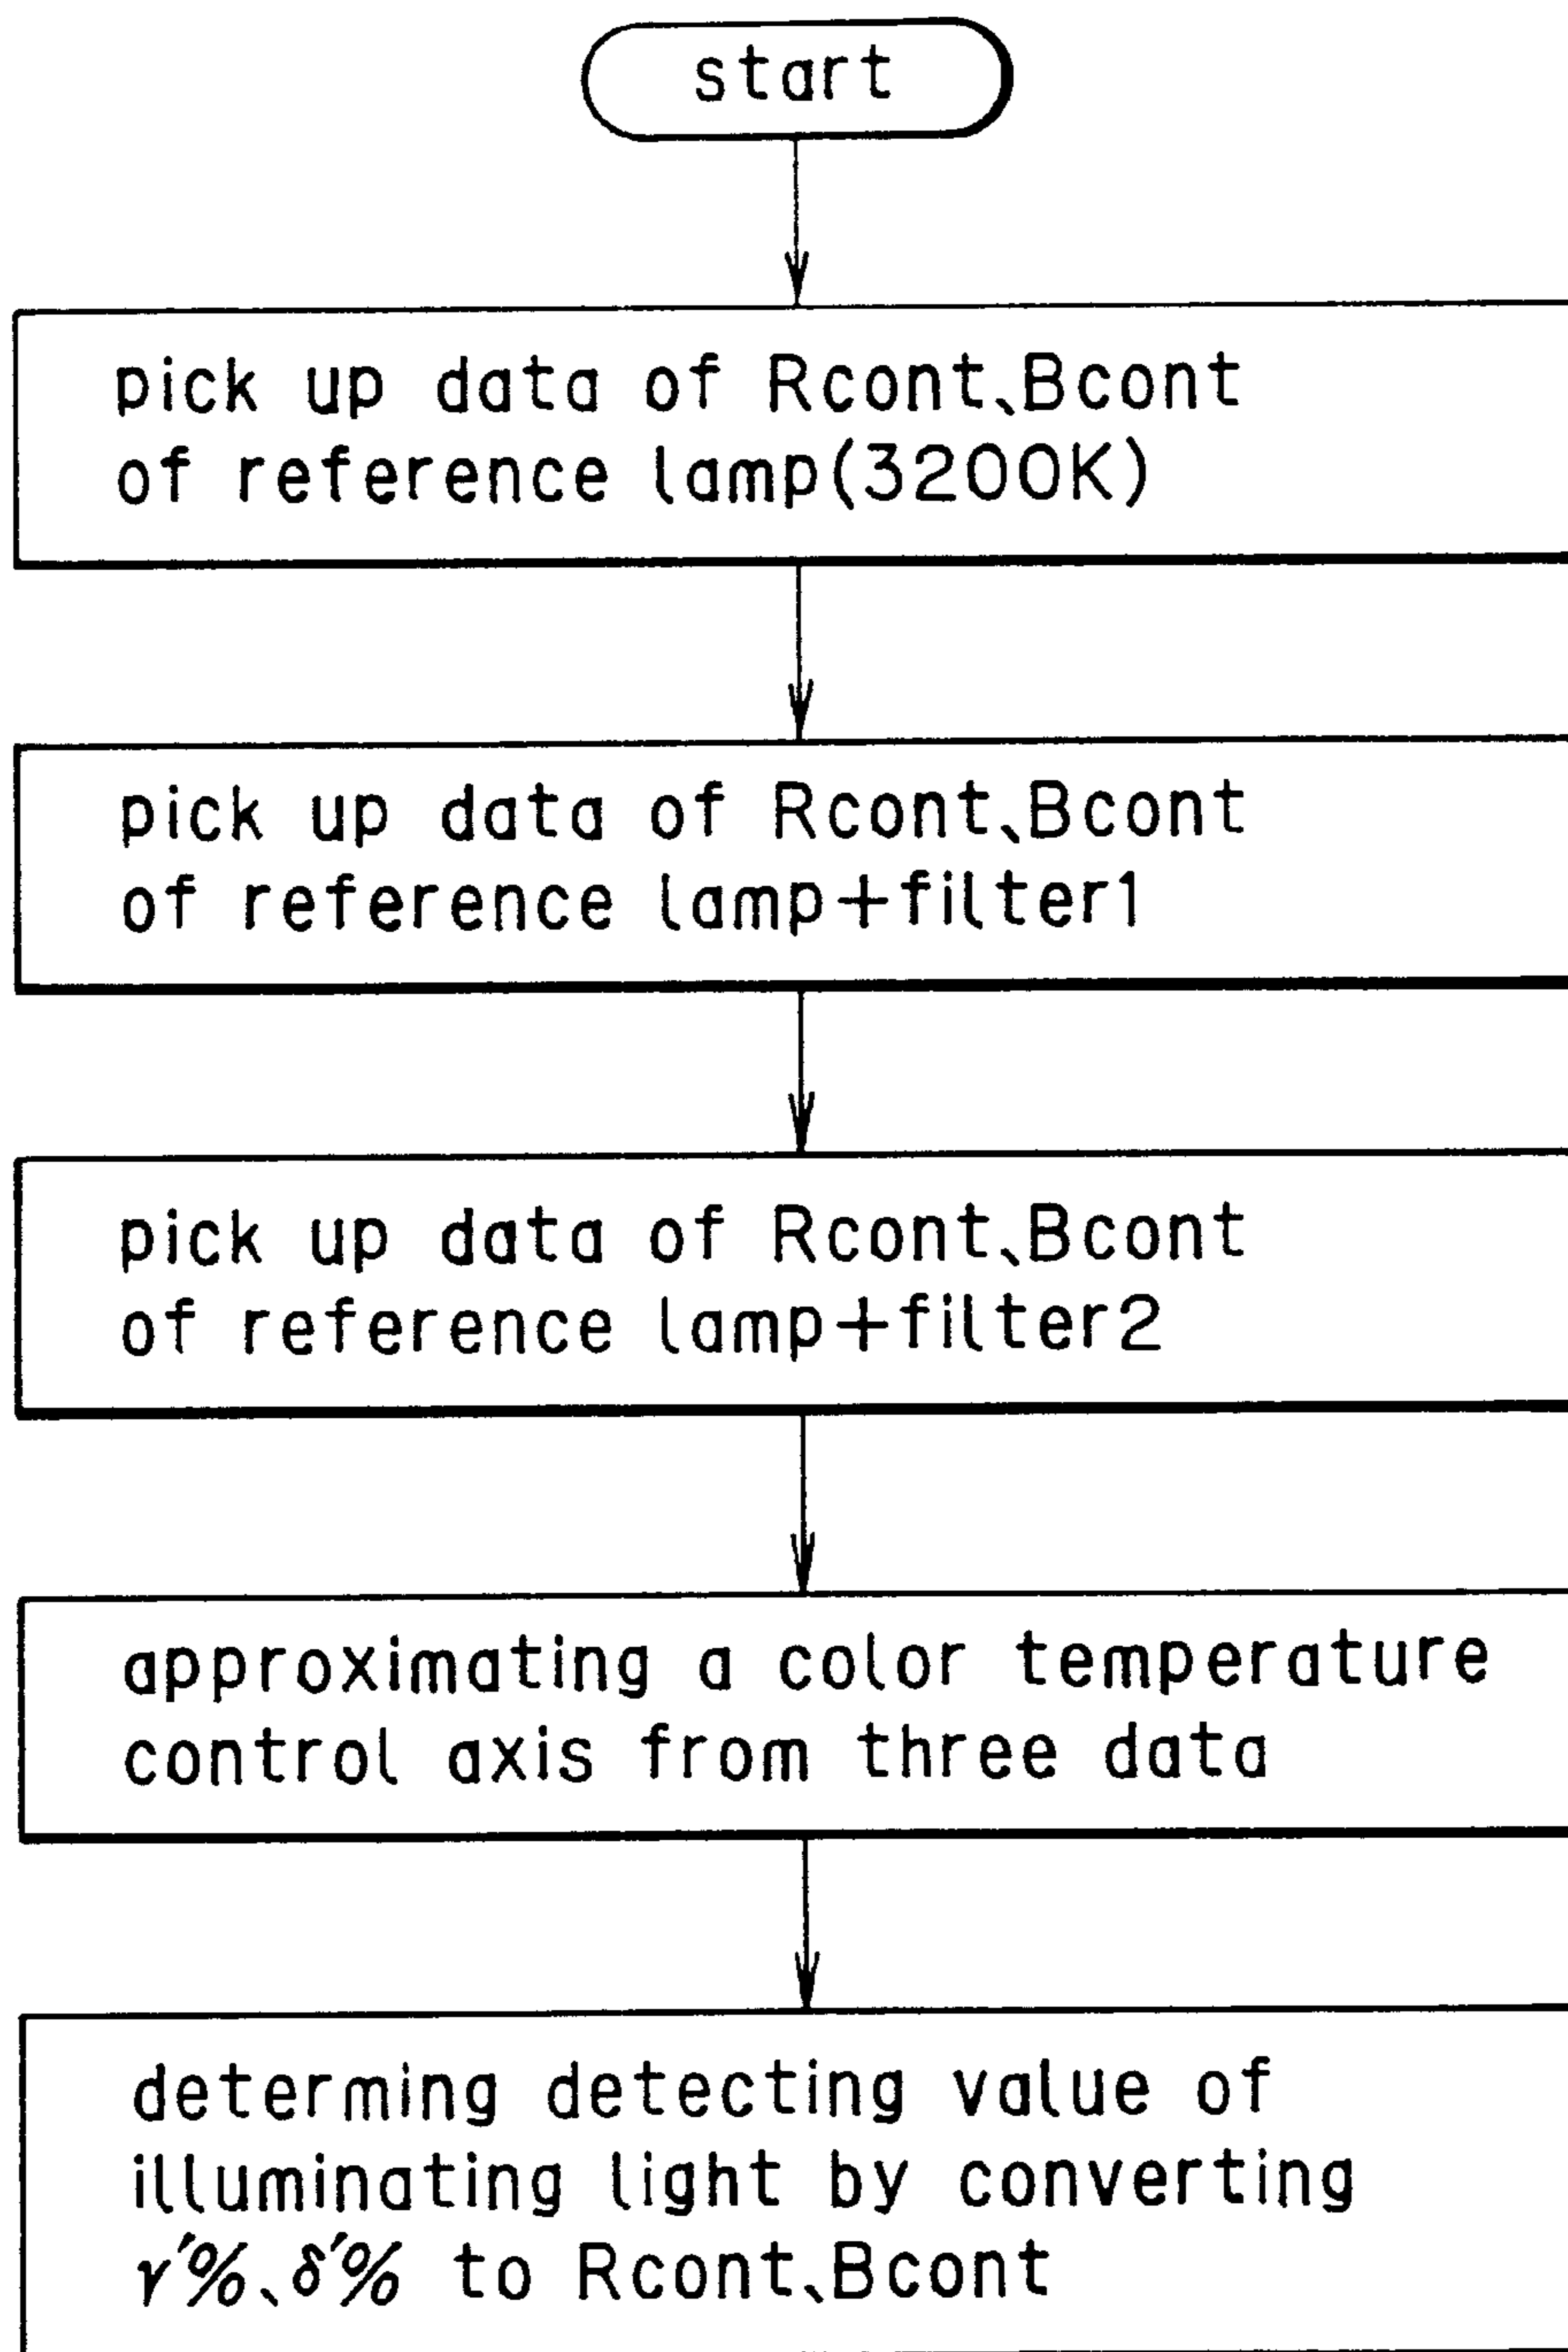 start
pick up data of Rcont、Bcont
of reference lamp(3200K)
pick up data of Rcont、Bcont
of reference lamp+filter1
pick up data of Rcont、Bcont
of reference lamp+filter2
approximating a color temperature
control axis from three data
determing detecting value of
illuminating light by converting
γ′%、δ′% to Rcont、Bcont